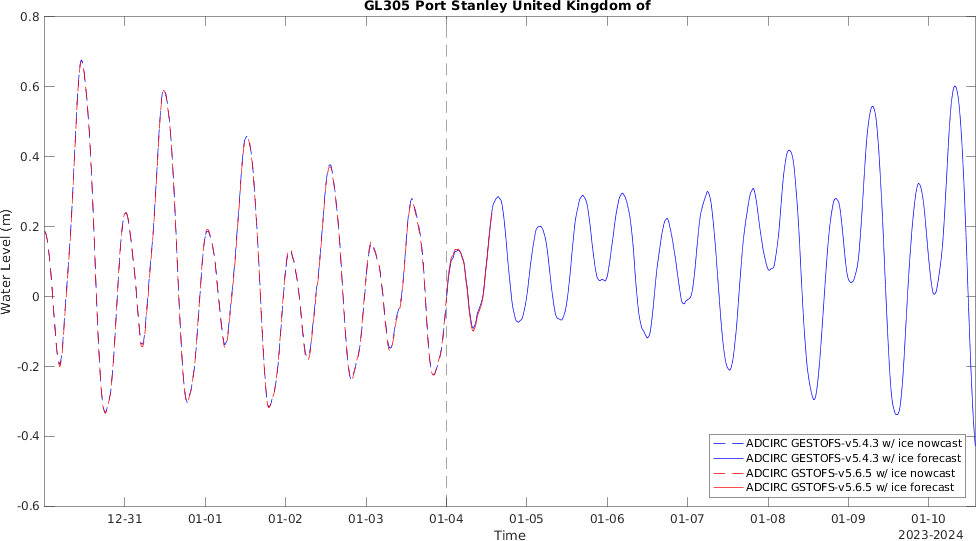 GL305 Port Stanley United Kingdom of
0.8
0.6
0.4
0.2
0
-0.2
-0.4
-0.6
Water Level (m)
ADCIRC GESTOFS-v5.4.3 w/ ice nowcast
ADCIRC GESTOFS-v5.4.3 w/ ice forecast
ADCIRC GSTOFS-v5.6.5 w/ ice nowcast
ADCIRC GSTOFS-v5.6.5 w/ ice forecast
12-31 01-01 01-02 01-03 01-04 01-05 01-06 01-07 01-08 01-09 01-10
Time 2023-2024